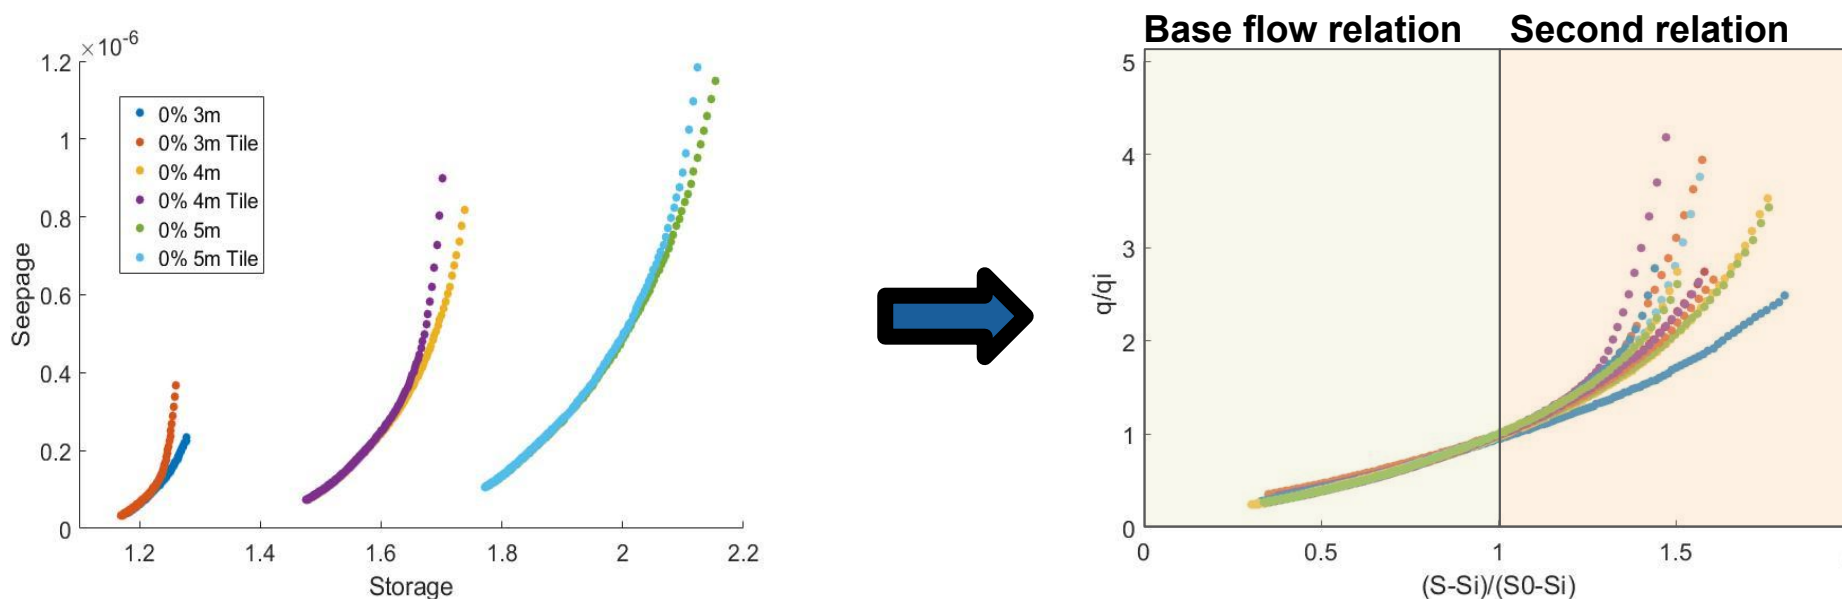 ×10-6
1.2
1
0.8
0.6
0.4
0.2
0
Seepage
0% 3m
0% 3m Tile
0% 4m
0% 4m Tile
0% 5m
0% 5m Tile
1.2 1.4 1.6 1.8 2 2.2
Storage
Base flow relation Second relation
5
4
3
2
1
0
q/qi
0 0.5 1 1.5
(S-Si)/(S0-Si)